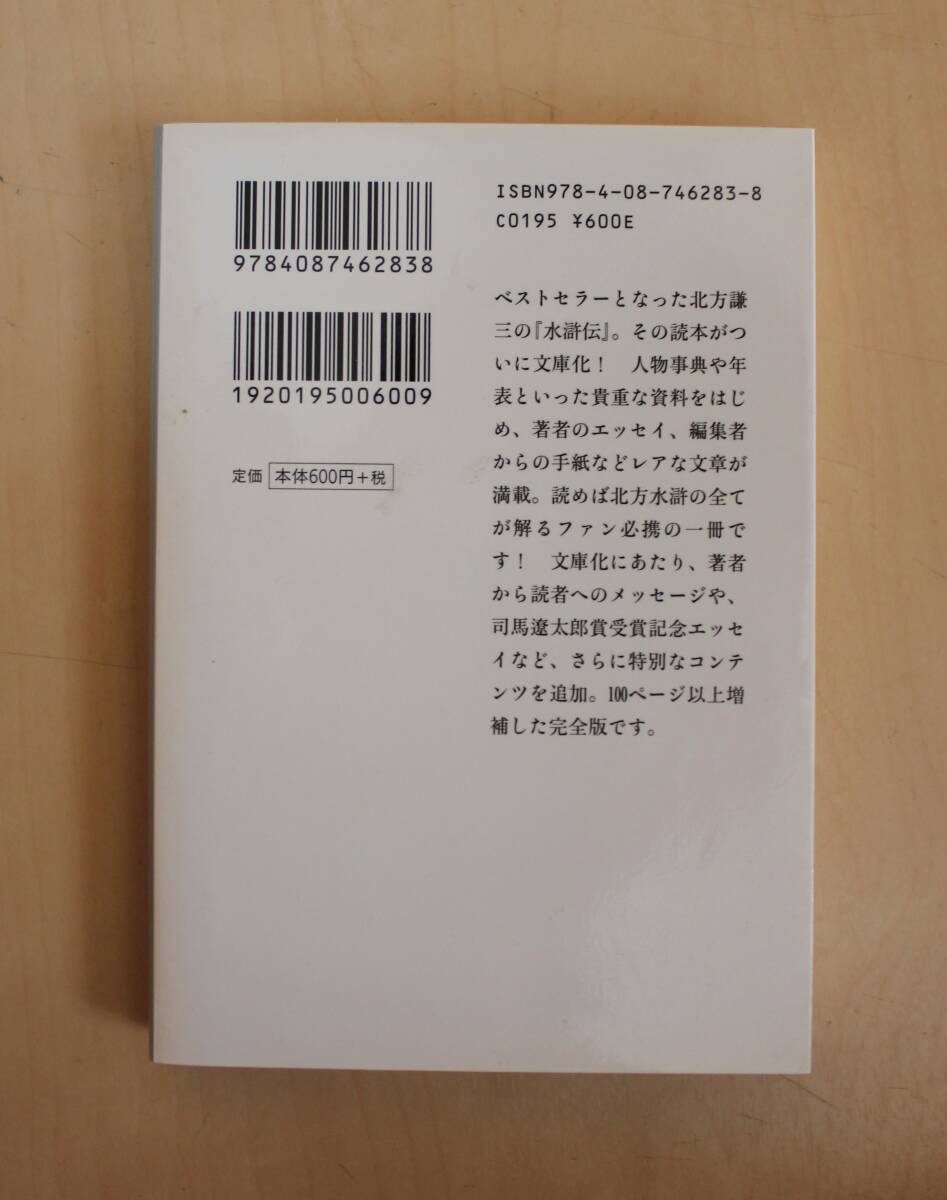 9784087462838
1920195006009
定価 本体600円+税
ISBN978-4-08-746283-8
C0195 ¥600E
ベストセラーとなった北方謙
三の『水滸伝』。その読本がつ
いに文庫化! 人物事典や年
表といった貴重な資料をはじ
め、著者のエッセイ、編集者
からの手紙などレアな文章が
満載。読めば北方水滸の全て
が解るファン必携の一冊で
す! 文庫化にあたり、著者
から読者へのメッセージや、
司馬遼太郎賞受賞記念エッセ
イなど、さらに特別なコンテ
ンツを追加。100ページ以上増
補した完全版です。